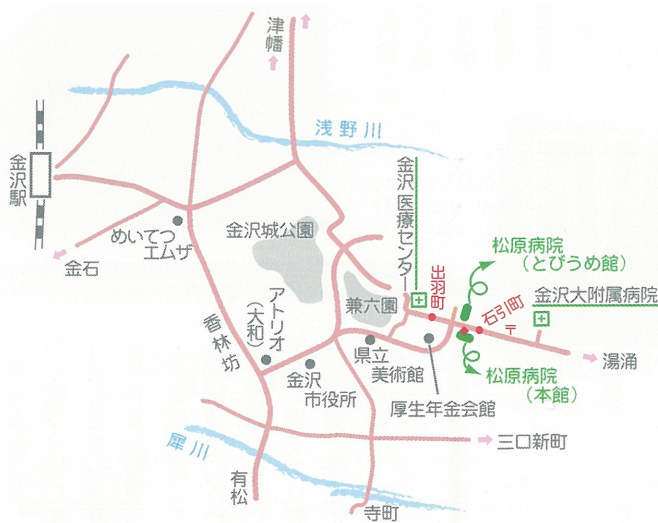 津幡
浅野川
金沢駅
金沢医療センター
めいてつ
エムザ
金沢城公園
松原病院
(とびうめ館)
金石
出羽町
石引町
〒
金沢大附属病院
兼六園
アトリオ
(大和)
香林坊
県立
美術館
湯涌
金沢
市役所
松原病院
(本館)
厚生年金会館
犀川
三口新町
有松
寺町